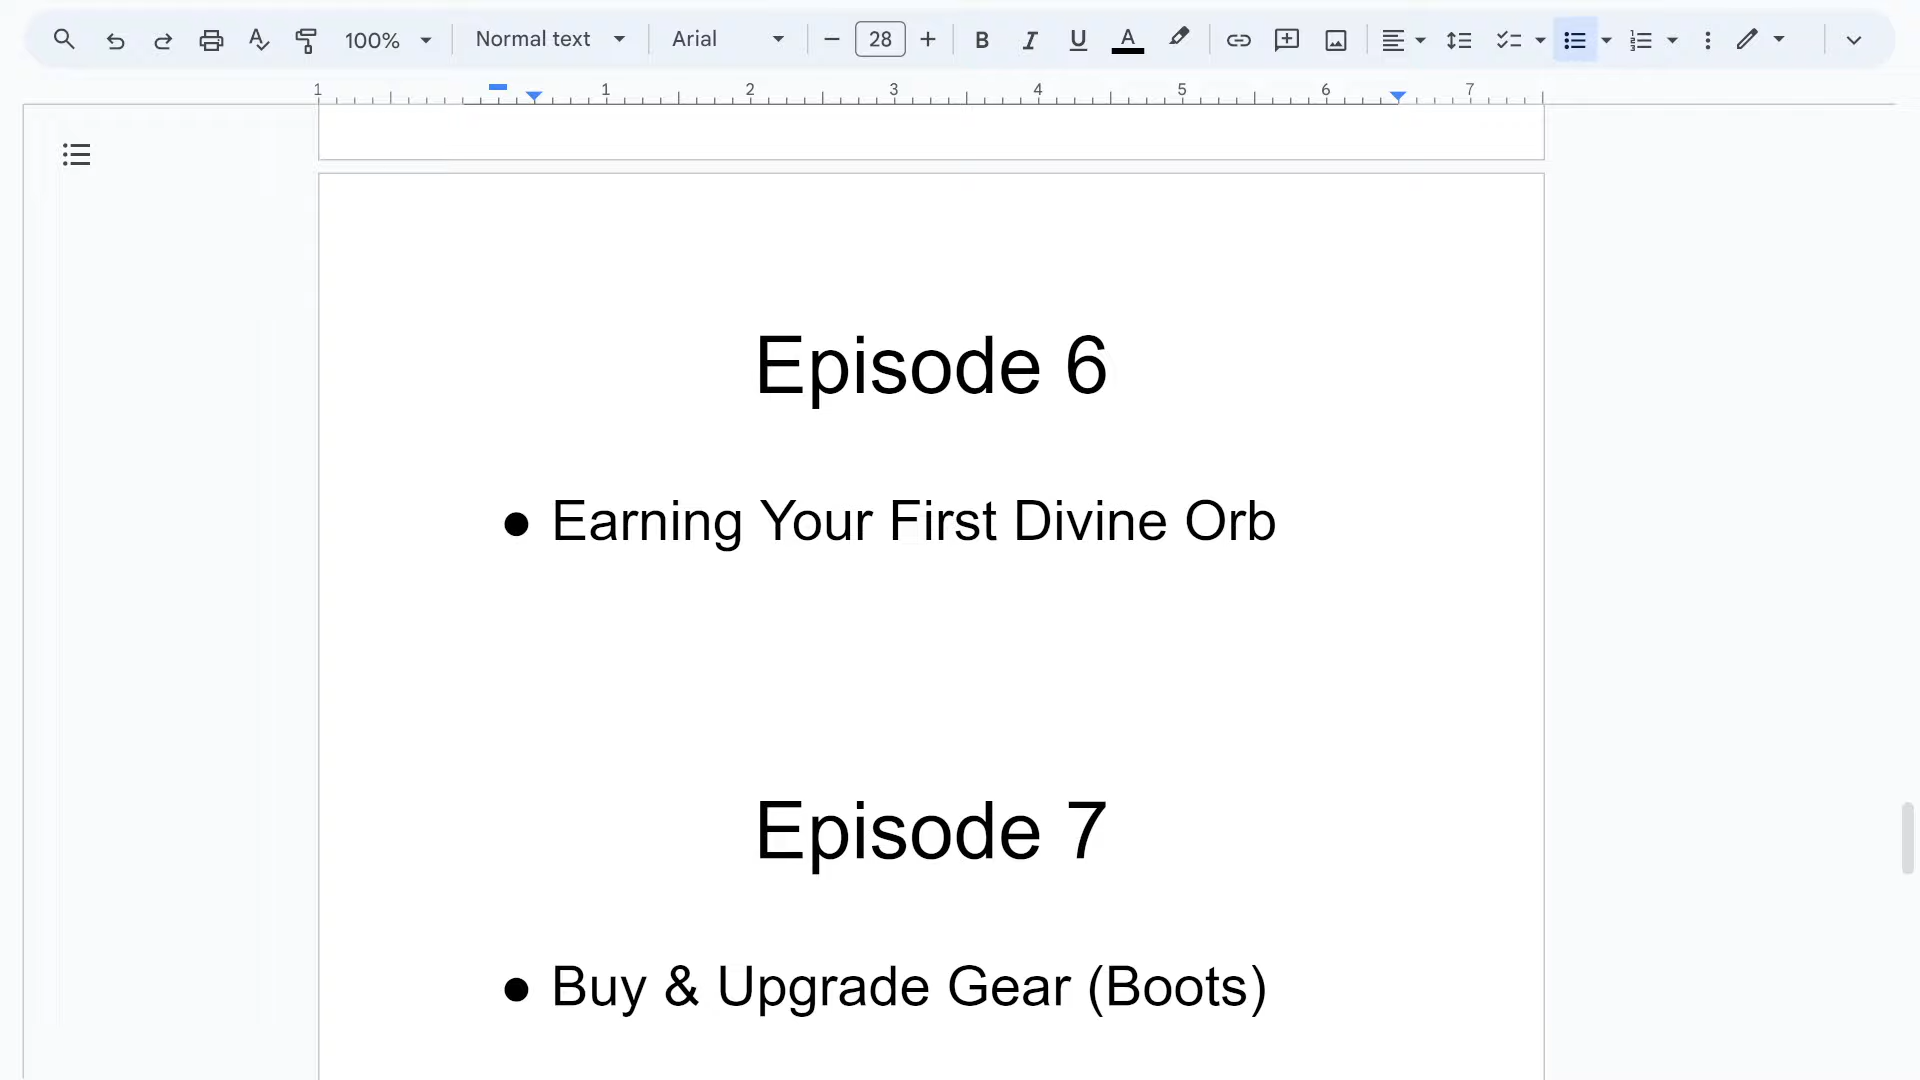 100% Normal text Arial 28
1 1 2 3 4 5 6 7
Episode 6
● Earning Your First Divine Orb
Episode 7
● Buy & Upgrade Gear (Boots)